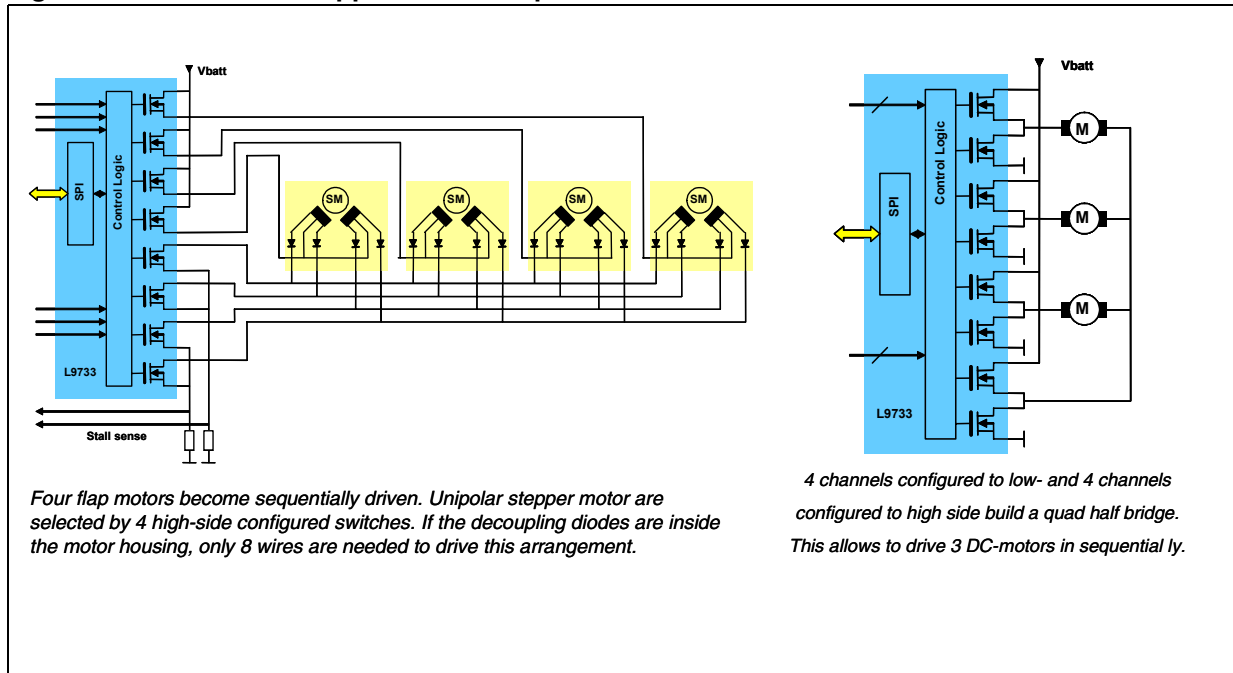 Vbatt
SPI
Control Logic
SM
SM
SM
SM
L9733
Stall sense
Four flap motors become sequentially driven. Unipolar stepper motor are
selected by 4 high-side configured switches. If the decoupling diodes are inside
the motor housing, only 8 wires are needed to drive this arrangement.
Vbatt
M
Control Logic
SPI
M
M
L9733
4 channels configured to low- and 4 channels
configured to high side build a quad half bridge.
This allows to drive 3 DC-motors in sequential ly.